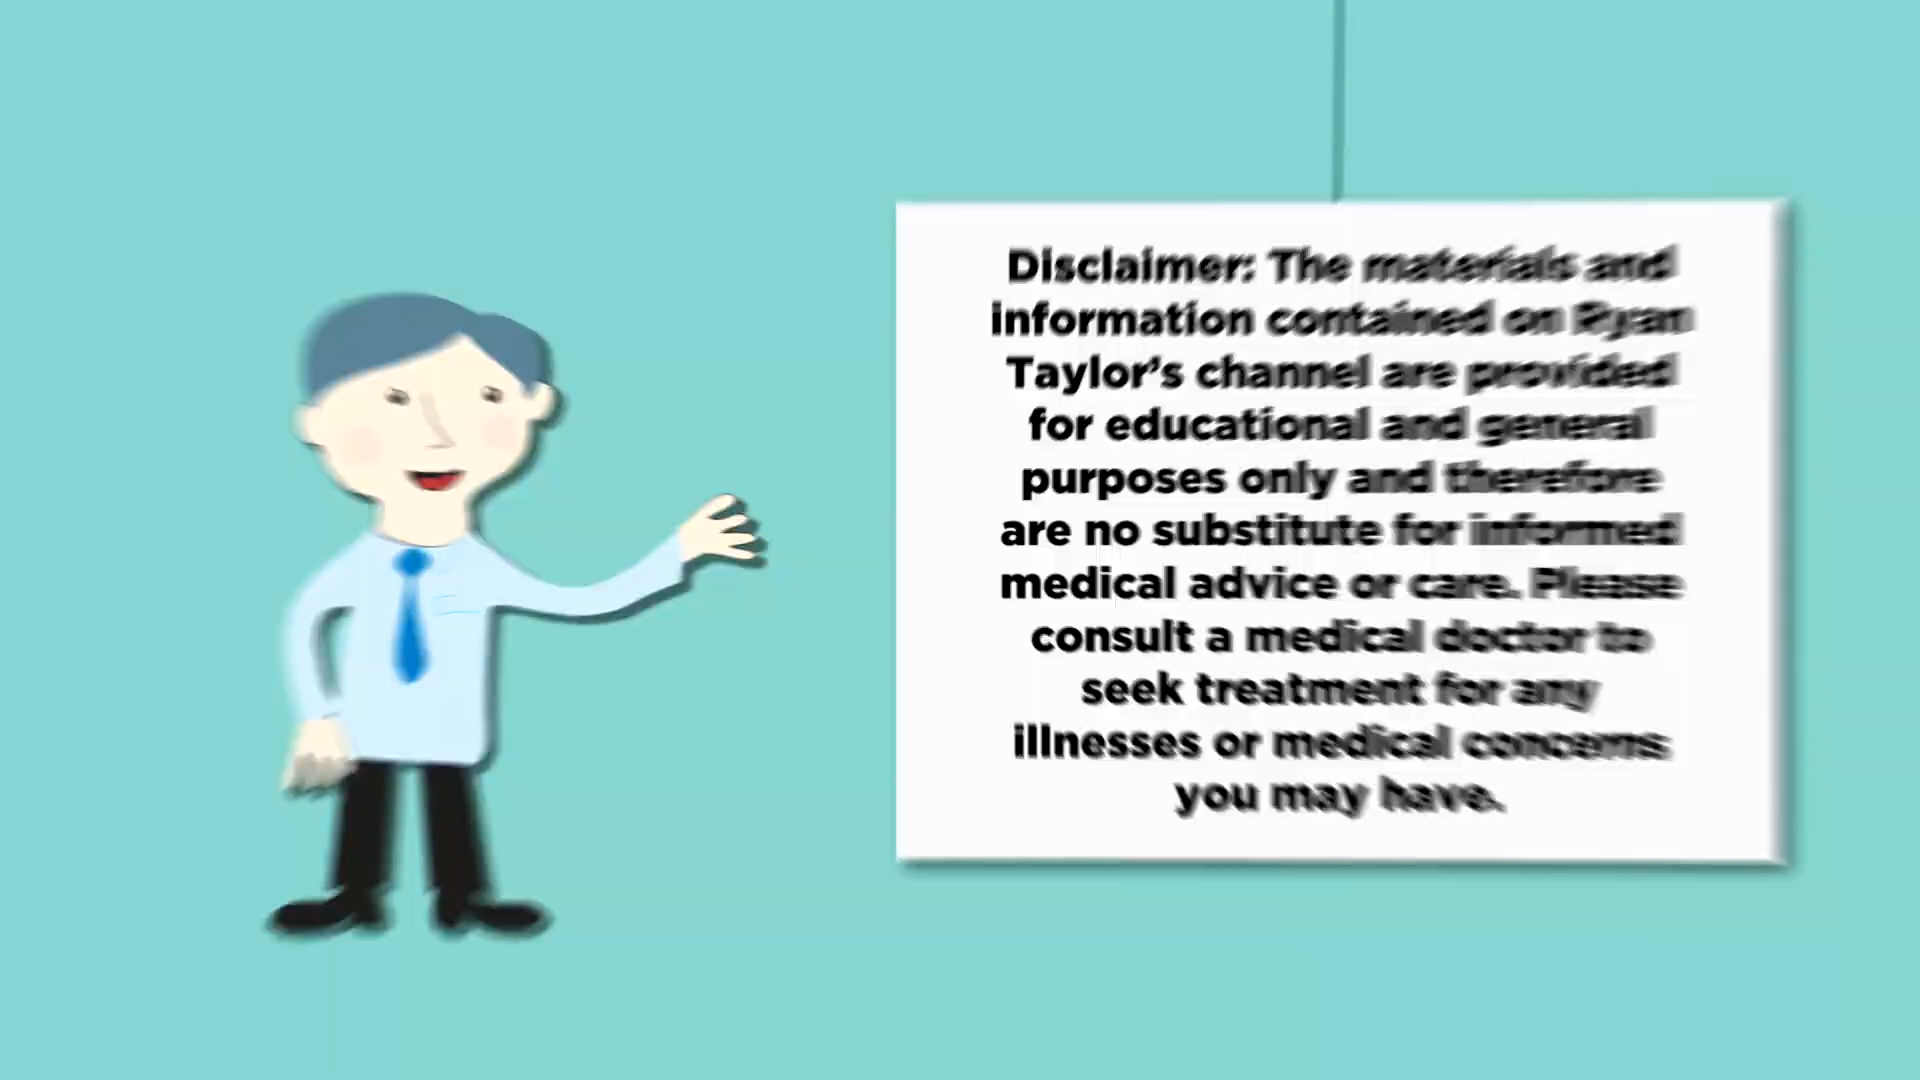 Disclaimer: The materials and
information contained on Ryan
Taylor's channel are provided
for educational and general
purposes only and therefore
are no substitute for informed
medical advice or care. Please
consult a medical doctor to
seek treatment for any
illnesses or medical concerns
you may have.